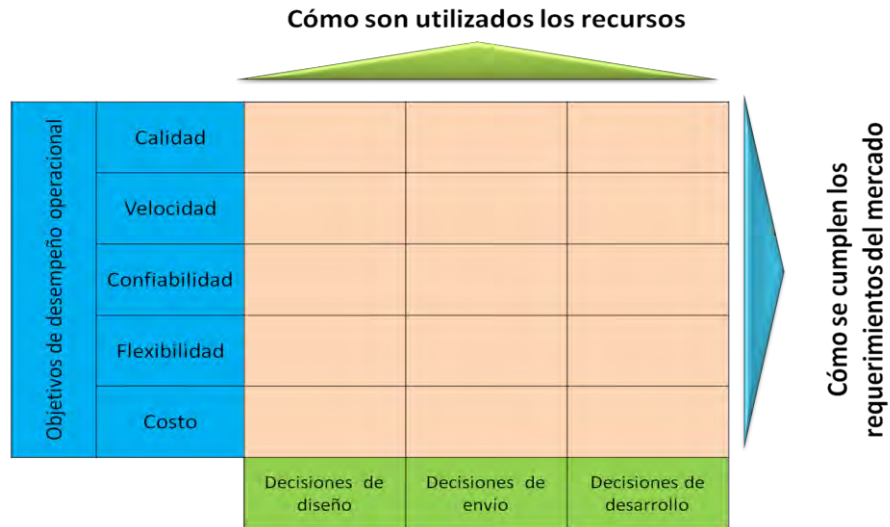 Cómo son utilizados los recursos
Objetivos de desempeño operacional
Calidad
Velocidad
Confiabilidad
Flexibilidad
Costo
Decisiones de
diseño
Decisiones de
envío
Decisiones de
desarrollo
Cómo se cumplen los
requerimientos del mercado